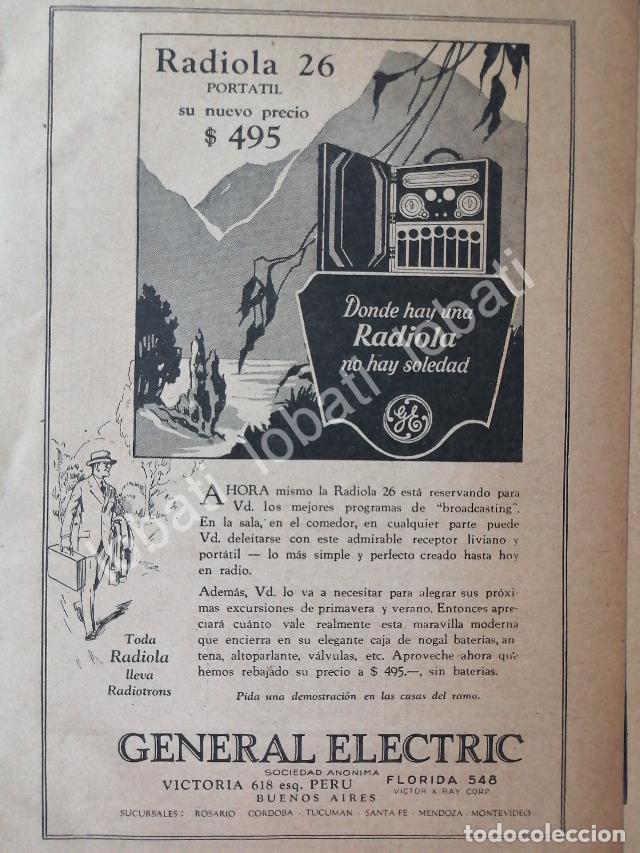 Radiola 26
PORTATIL
su nuevo precio
$ 495
Donde hay una
Radiola
no hay soledad
GE
AHORA mismo la Radiola 26 está reservando para
Vd. los mejores programas de "broadcasting".
En la sala, en el comedor, en cualquier parte puede
Vd. deleitarse con este admirable receptor liviano y
portátil — lo más simple y perfecto creado hasta hoy
en radio.
Además, Vd. lo va a necesitar para alegrar sus próxi-
mas excursiones de primavera y verano. Entonces apre-
ciará cuánto vale realmente esta maravilla moderna
que encierra en su elegante caja de nogal baterías, an-
tena, altoparlante, válvulas, etc. Aproveche ahora que
hemos rebajado su precio a $ 495.—, sin baterías.
Pida una demostración en las casas del ramo.
Toda
Radiola
lleva
Radiotrons
GENERAL ELECTRIC
SOCIEDAD ANONIMA
VICTORIA 618 esq. PERU
BUENOS AIRES
FLORIDA 548
VICTOR X RAY CORP.
SUCURSALES: ROSARIO - CORDOBA - TUCUMAN - SANTA FE - MENDOZA - MONTEVIDEO
lobati lobati lobati lobati
todocoleccion